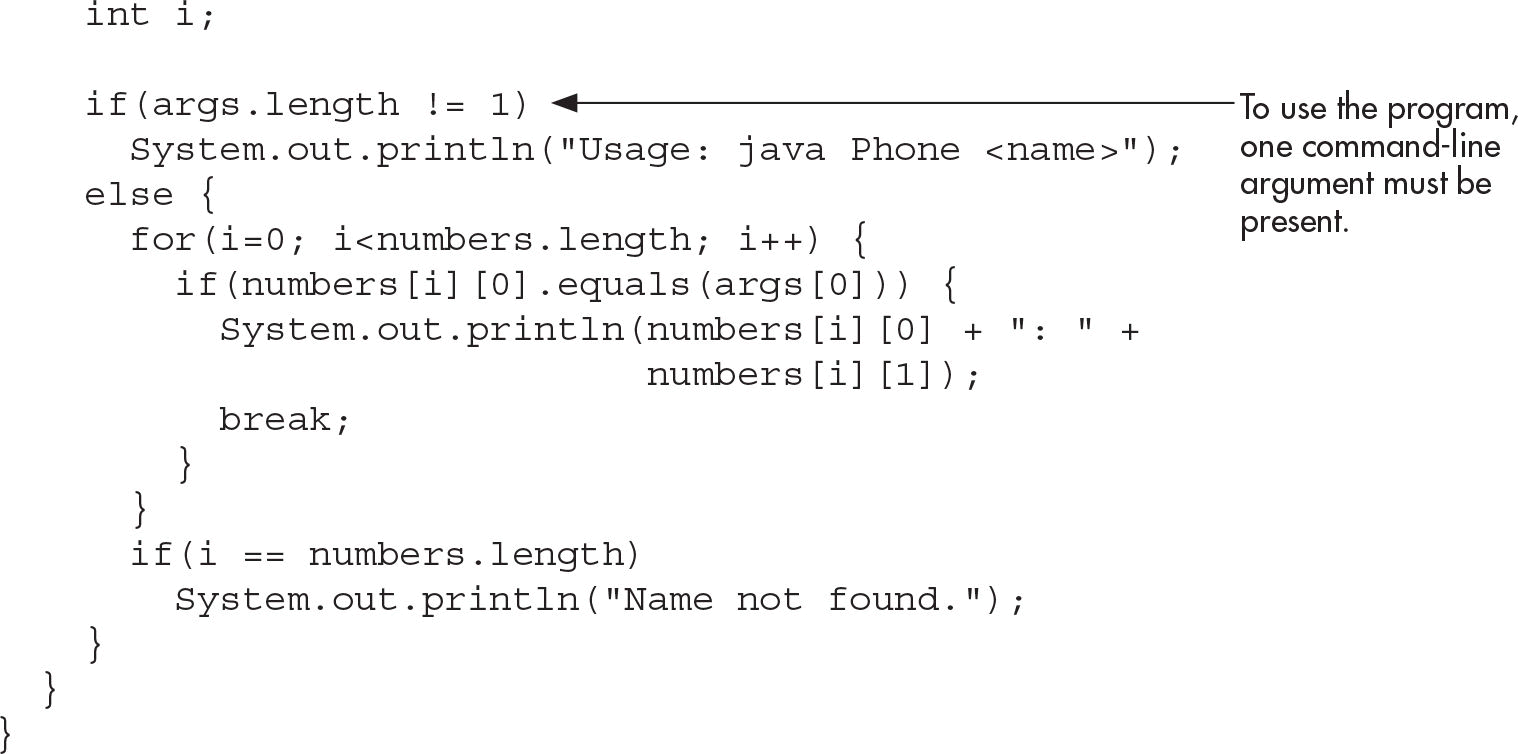 int i;
if(args.length != 1)
System.out.println("Usage: java Phone <name>");
else {
for(i=0; i<numbers.length; i++) {
if(numbers[i][0].equals(args[0])) {
System.out.println(numbers[i][0] + ": " +
numbers[i][1]);
break;
}
}
if(i == numbers.length)
System.out.println("Name not found.");
}
}
}
To use the program,
one command-line
argument must be
present.